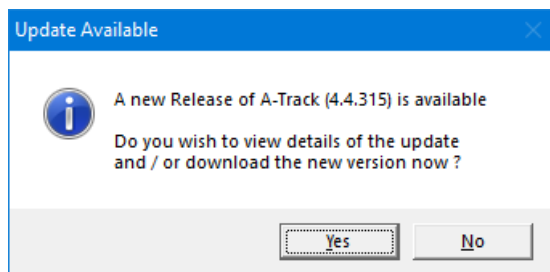 Update Available
A new Release of A-Track (4.4.315) is available
Do you wish to view details of the update
and / or download the new version now ?
Yes
No